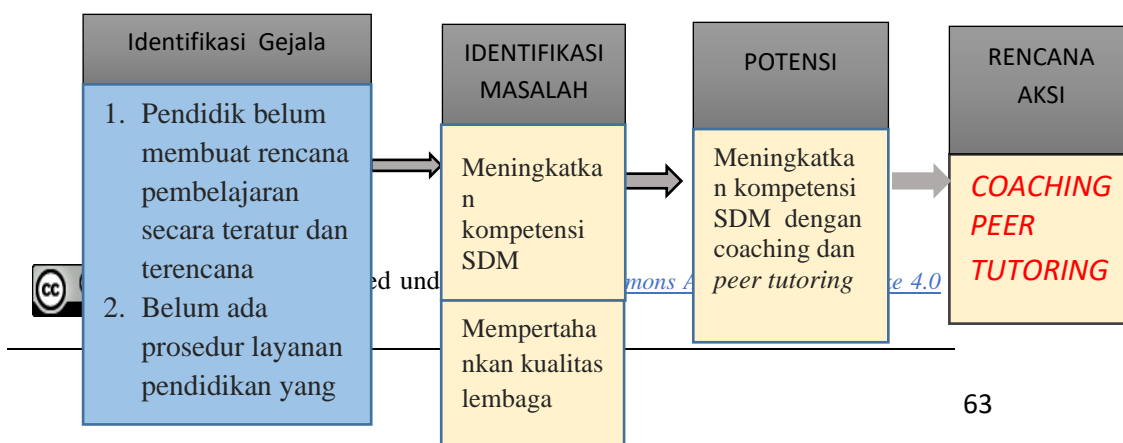 Identifikasi Gejala
1. Pendidik belum
membuat rencana
pembelajaran
secara teratur dan
terencana
2. Belum ada
prosedur layanan
pendidikan yang
IDENTIFIKASI
MASALAH
Meningkatka
n
kompetensi
SDM
Mempertaha
nkan kualitas
lembaga
POTENSI
Meningkatka
n kompetensi
SDM dengan
coaching dan
peer tutoring
RENCANA
AKSI
COACHING
PEER
TUTORING
cc ed und mons A ke 4.0
63